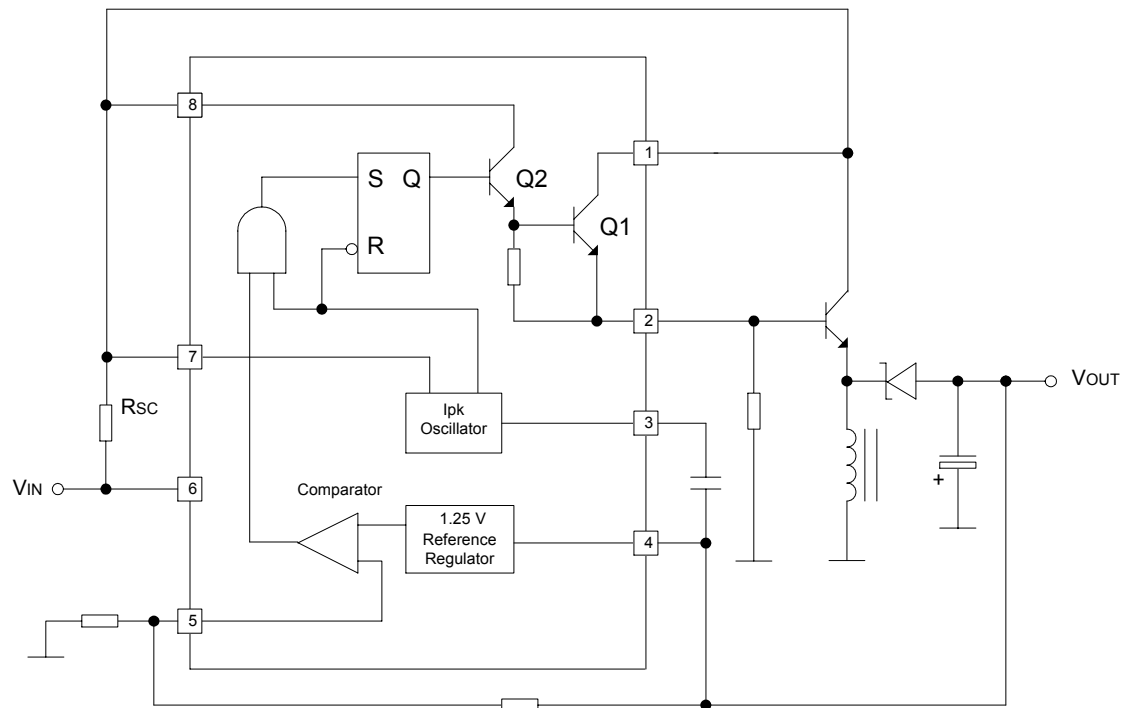 8
1
S Q
Q2
Q1
R
2
7
VOUT
RSC
Ipk
Oscillator
3
VIN
6
Comparator
1.25 V
Reference
Regulator
4
+
5